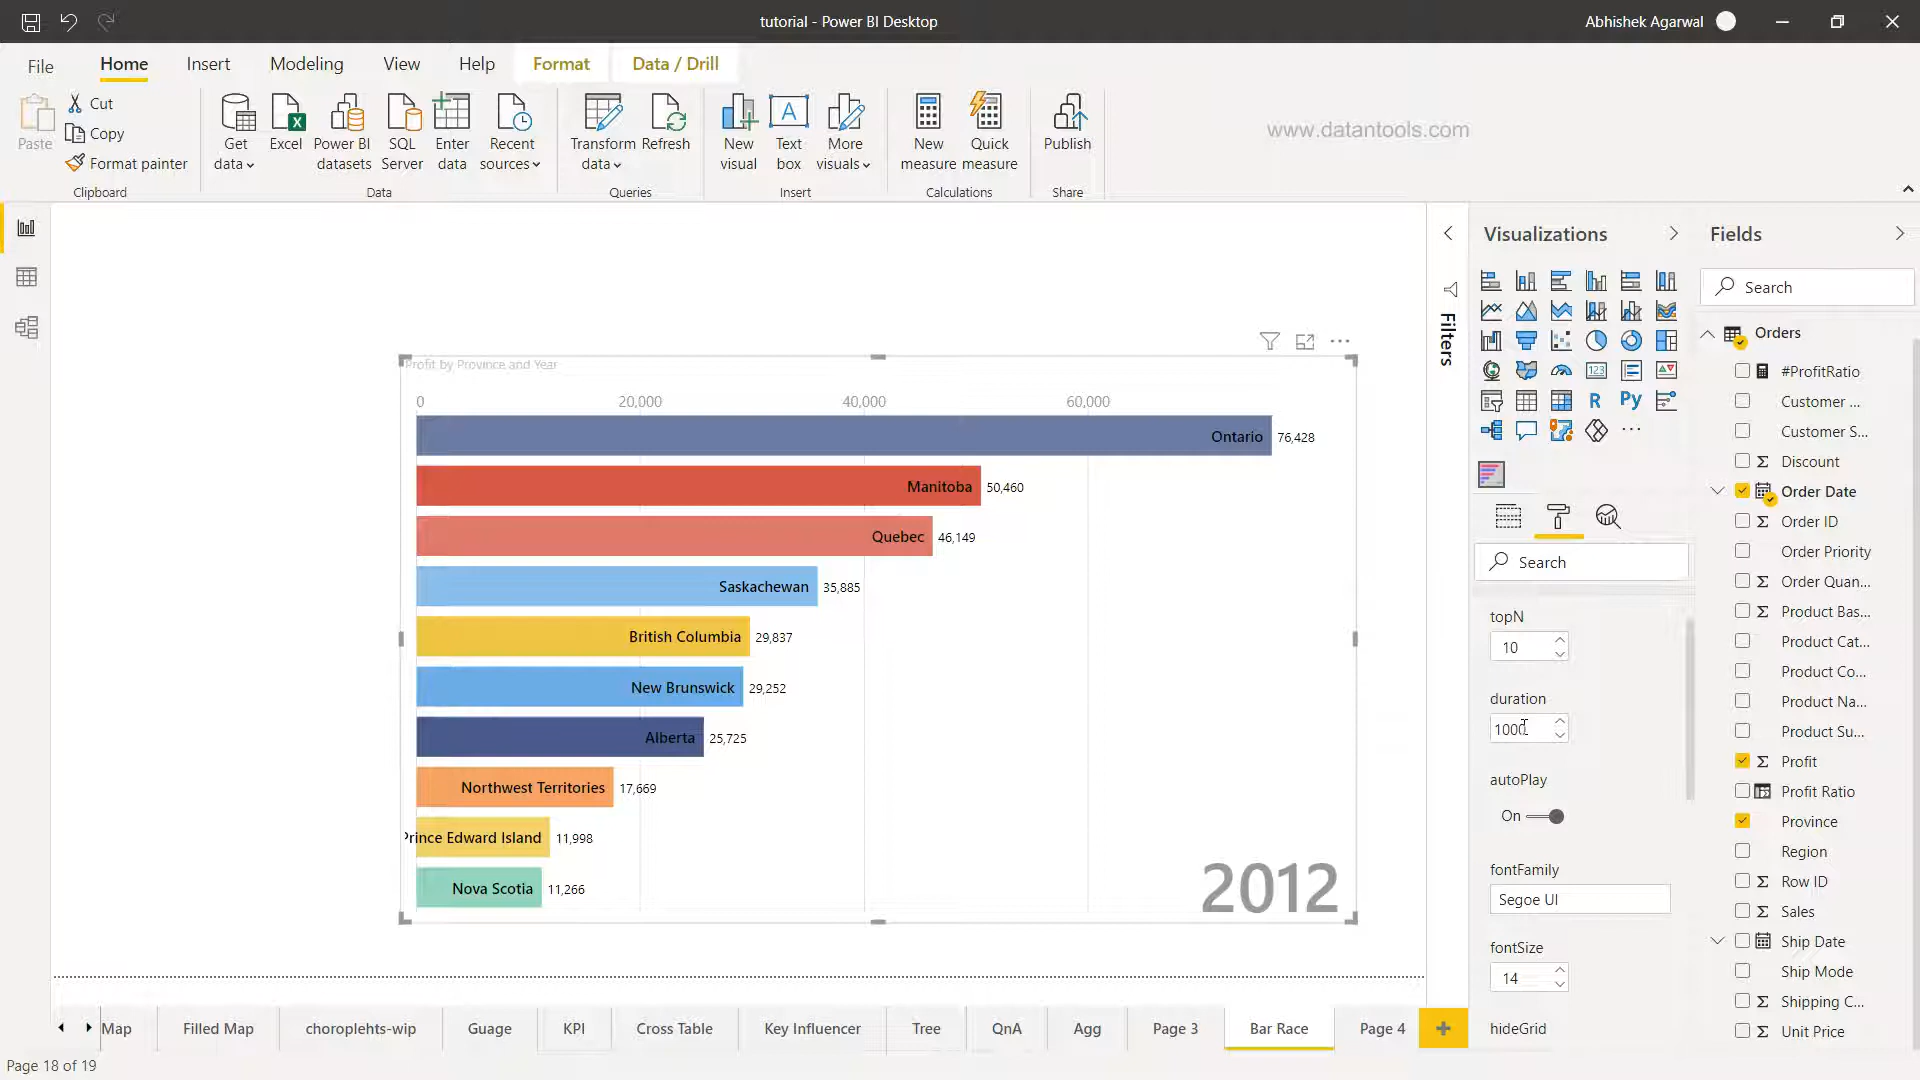 tutorial - Power BI Desktop
Abhishek Agarwal
File
Home
Insert
Modeling
View
Help
Format
Data / Drill
Paste
Cut
Copy
Format painter
Clipboard
Get data
Excel
Power BI datasets
SQL Server
Enter data
Recent sources
Data
Transform data
Refresh
Queries
New visual
A
Text box
More visuals
Insert
New measure
Quick measure
Calculations
Publish
Share
www.datantools.com
Profit by Province and Year
0
20,000
40,000
60,000
Ontario 76,428
Manitoba 50,460
Quebec 46,149
Saskachewan 35,885
British Columbia 29,837
New Brunswick 29,252
Alberta 25,725
Northwest Territories 17,669
Prince Edward Island 11,998
Nova Scotia 11,266
2012
Filters
Visualizations
123
R
Py
Search
topN
10
duration
1000
autoPlay
On
fontFamily
Segoe UI
fontSize
14
hideGrid
Fields
Search
Orders
#ProfitRatio
Customer ...
Customer S...
Discount
Order Date
Order ID
Order Priority
Order Quan...
Product Bas...
Product Cat...
Product Co...
Product Na...
Product Su...
Profit
Profit Ratio
Province
Region
Row ID
Sales
Ship Date
Ship Mode
Shipping C...
Unit Price
Map
Filled Map
choroplehts-wip
Guage
KPI
Cross Table
Key Influencer
Tree
QnA
Agg
Page 3
Bar Race
Page 4
Page 18 of 19